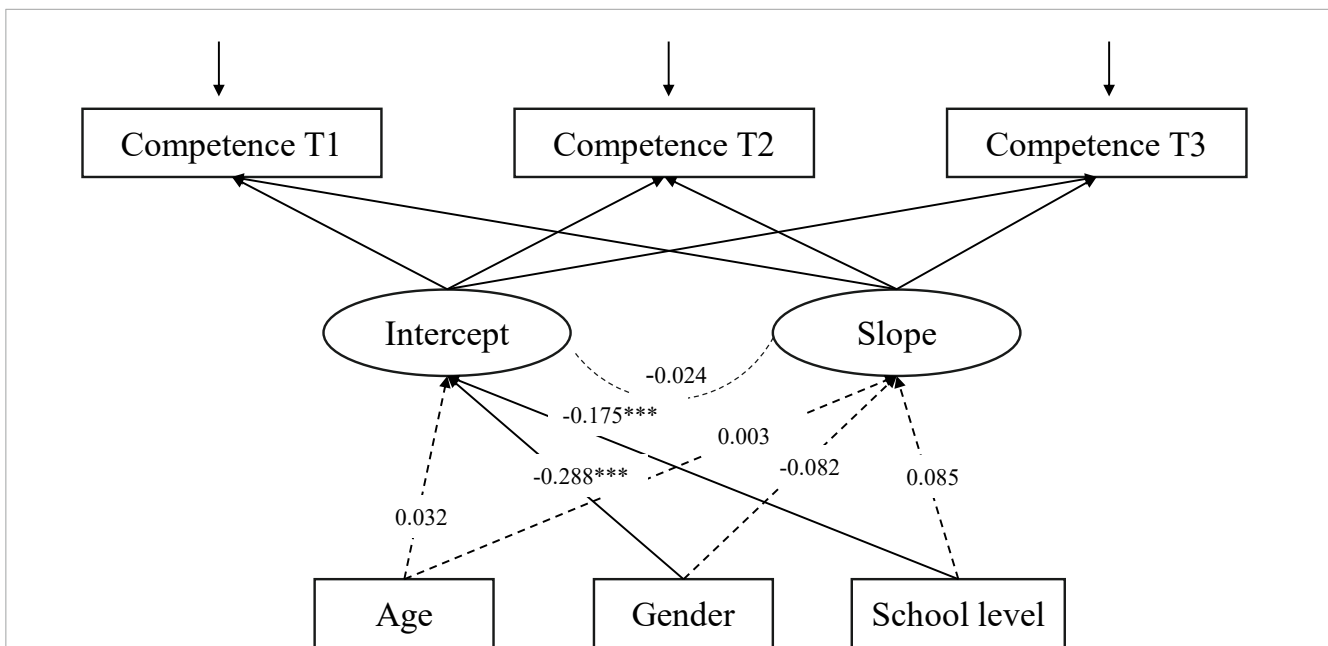 Competence T1
Competence T2
Competence T3
Intercept
Slope
-0.024
-0.175***
0.003
-0.288***
-0.082
0.085
0.032
Age
Gender
School level